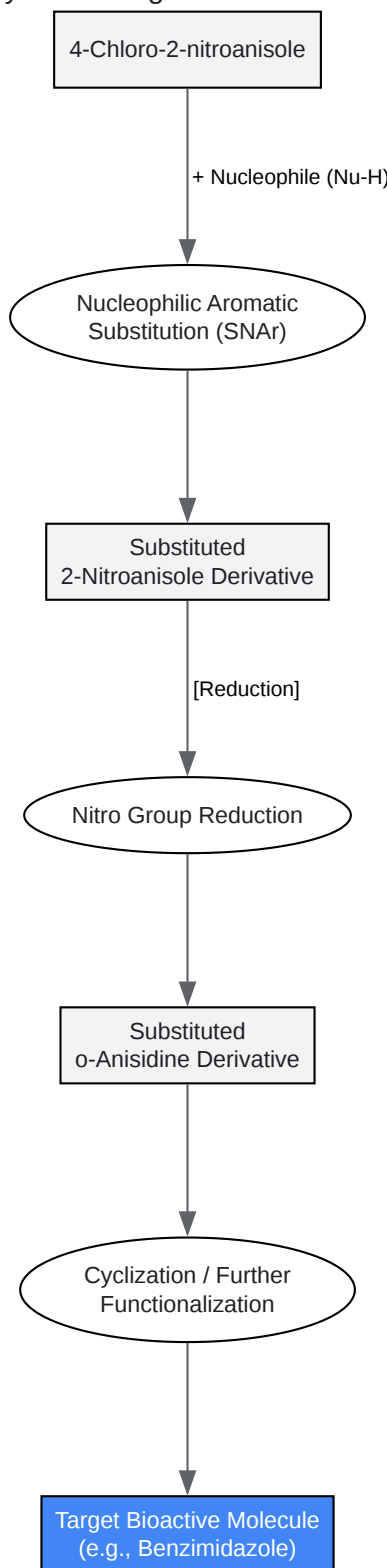 4-Chloro-2-nitroanisole
+ Nucleophile (Nu-H)
Nucleophilic Aromatic
Substitution (SNAr)
Substituted
2-Nitroanisole Derivative
[Reduction]
Nitro Group Reduction
Substituted
o-Anisidine Derivative
Cyclization / Further
Functionalization
Target Bioactive Molecule
(e.g., Benzimidazole)